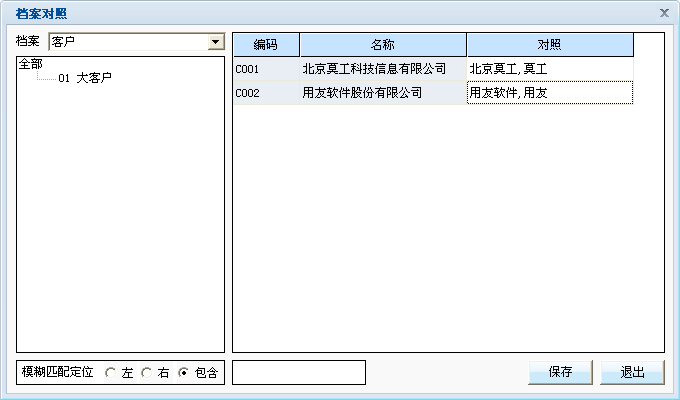 档案对照
档案 客户
全部
01 大客户
编码 名称 对照
C001 北京莫工科技信息有限公司 北京莫工,莫工
C002 用友软件股份有限公司 用友软件,用友
模糊匹配定位 左 右 包含
保存 退出